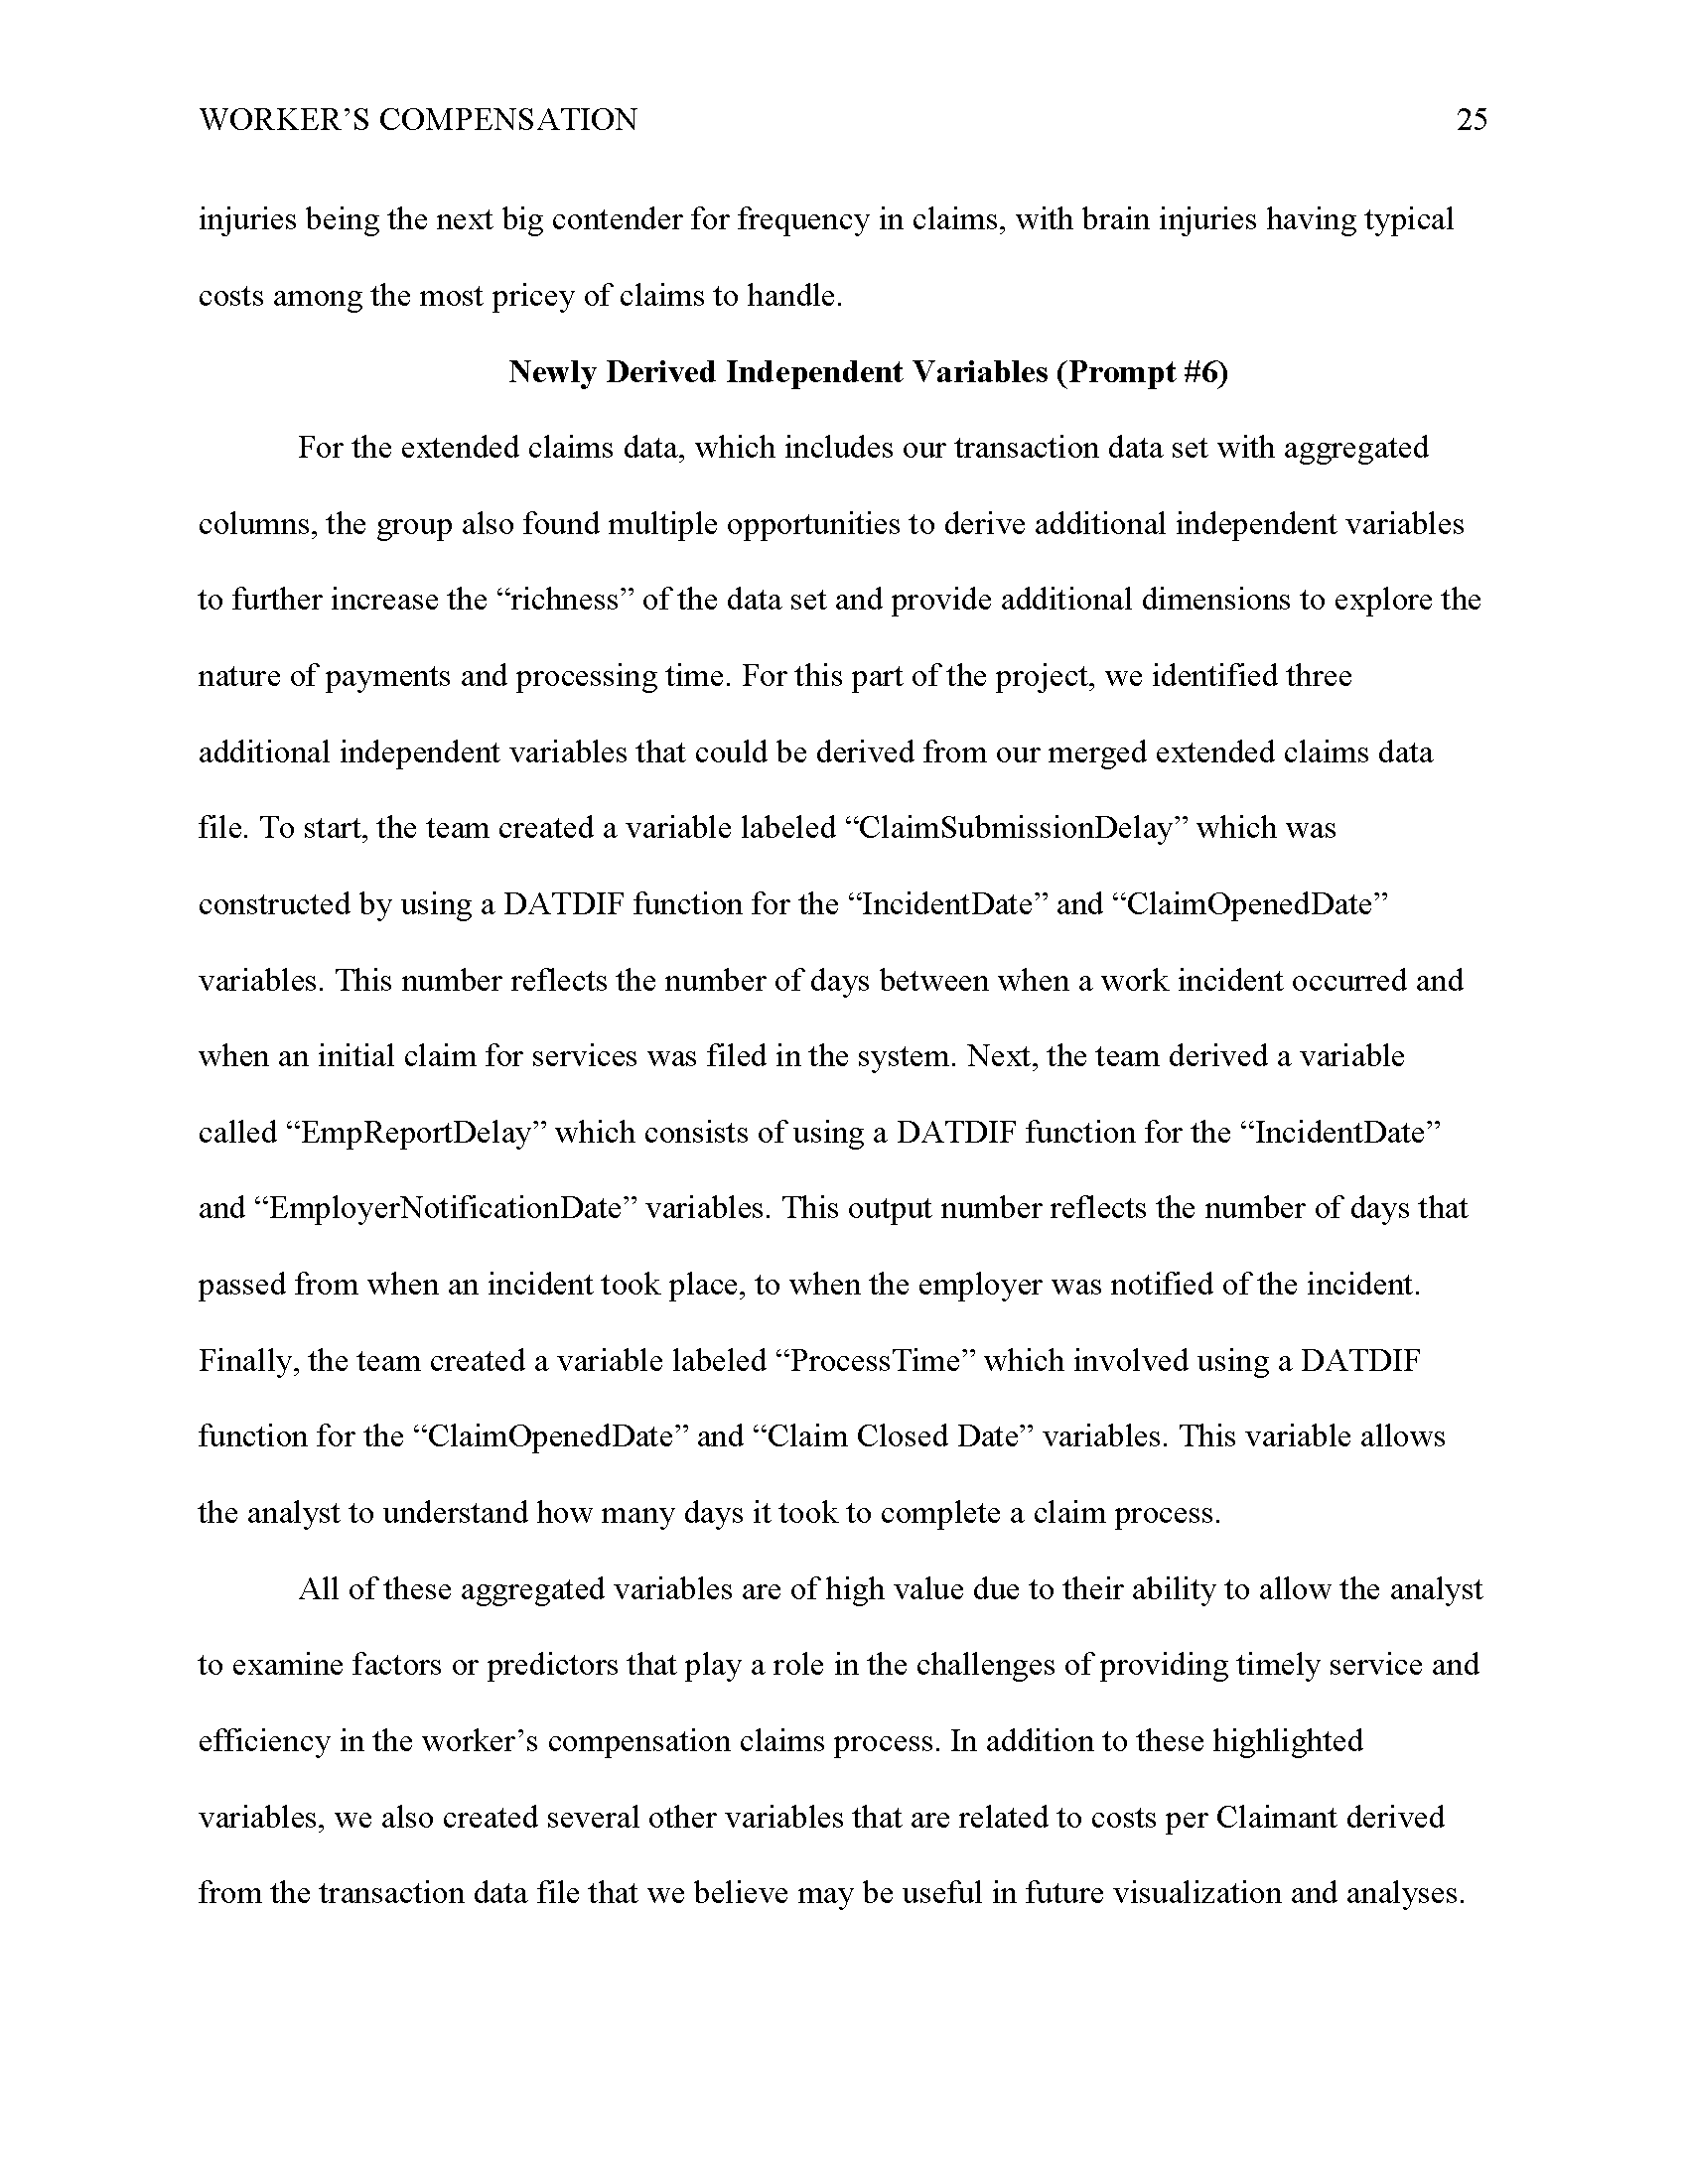 WORKER’S COMPENSATION 25
injuries being the next big contender for frequency in claims, with brain injuries having typical
costs among the most pricey of claims to handle.
Newly Derived Independent Variables (Prompt #6)
For the extended claims data, which includes our transaction data set with aggregated
columns, the group also found multiple opportunities to derive additional independent variables
to further increase the “richness” of the data set and provide additional dimensions to explore the
nature of payments and processing time. For this part of the project, we identified three
additional independent variables that could be derived from our merged extended claims data
file. To start, the team created a variable labeled “ClaimSubmissionDelay” which was
constructed by using a DATDIF function for the “IncidentDate” and “ClaimOpenedDate”
variables. This number reflects the number of days between when a work incident occurred and
when an initial claim for services was filed in the system. Next, the team derived a variable
called “EmpReportDelay” which consists of using a DATDIF function for the “IncidentDate”
and “EmployerNotificationDate” variables. This output number reflects the number of days that
passed from when an incident took place, to when the employer was notified of the incident.
Finally, the team created a variable labeled “ProcessTime” which involved using a DATDIF
function for the “ClaimOpenedDate” and “Claim Closed Date” variables. This variable allows
the analyst to understand how many days it took to complete a claim process.
All of these aggregated variables are of high value due to their ability to allow the analyst
to examine factors or predictors that play a role in the challenges of providing timely service and
efficiency in the worker’s compensation claims process. In addition to these highlighted
variables, we also created several other variables that are related to costs per Claimant derived
from the transaction data file that we believe may be useful in future visualization and analyses.